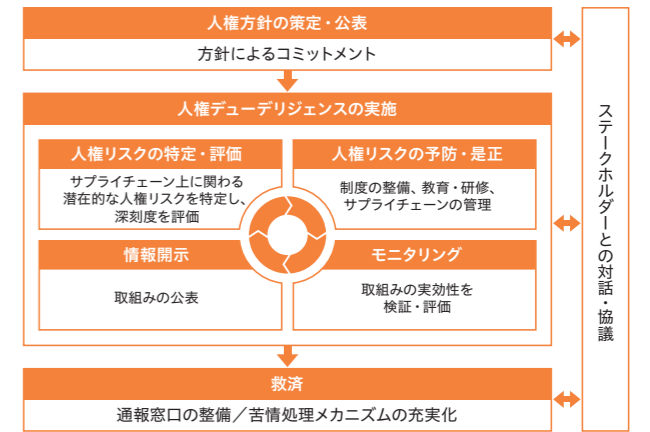 人権方針の策定・公表
方針によるコミットメント
人権デューデリジェンスの実施
人権リスクの特定・評価
サプライチェーン上に関わる
潜在的な人権リスクを特定し、
深刻度を評価
人権リスクの予防・是正
制度の整備、教育・研修、
サプライチェーンの管理
情報開示
取組みの公表
モニタリング
取組みの実効性を
検証・評価
救済
通報窓口の整備／苦情処理メカニズムの充実化
ステークホルダーとの対話・協議